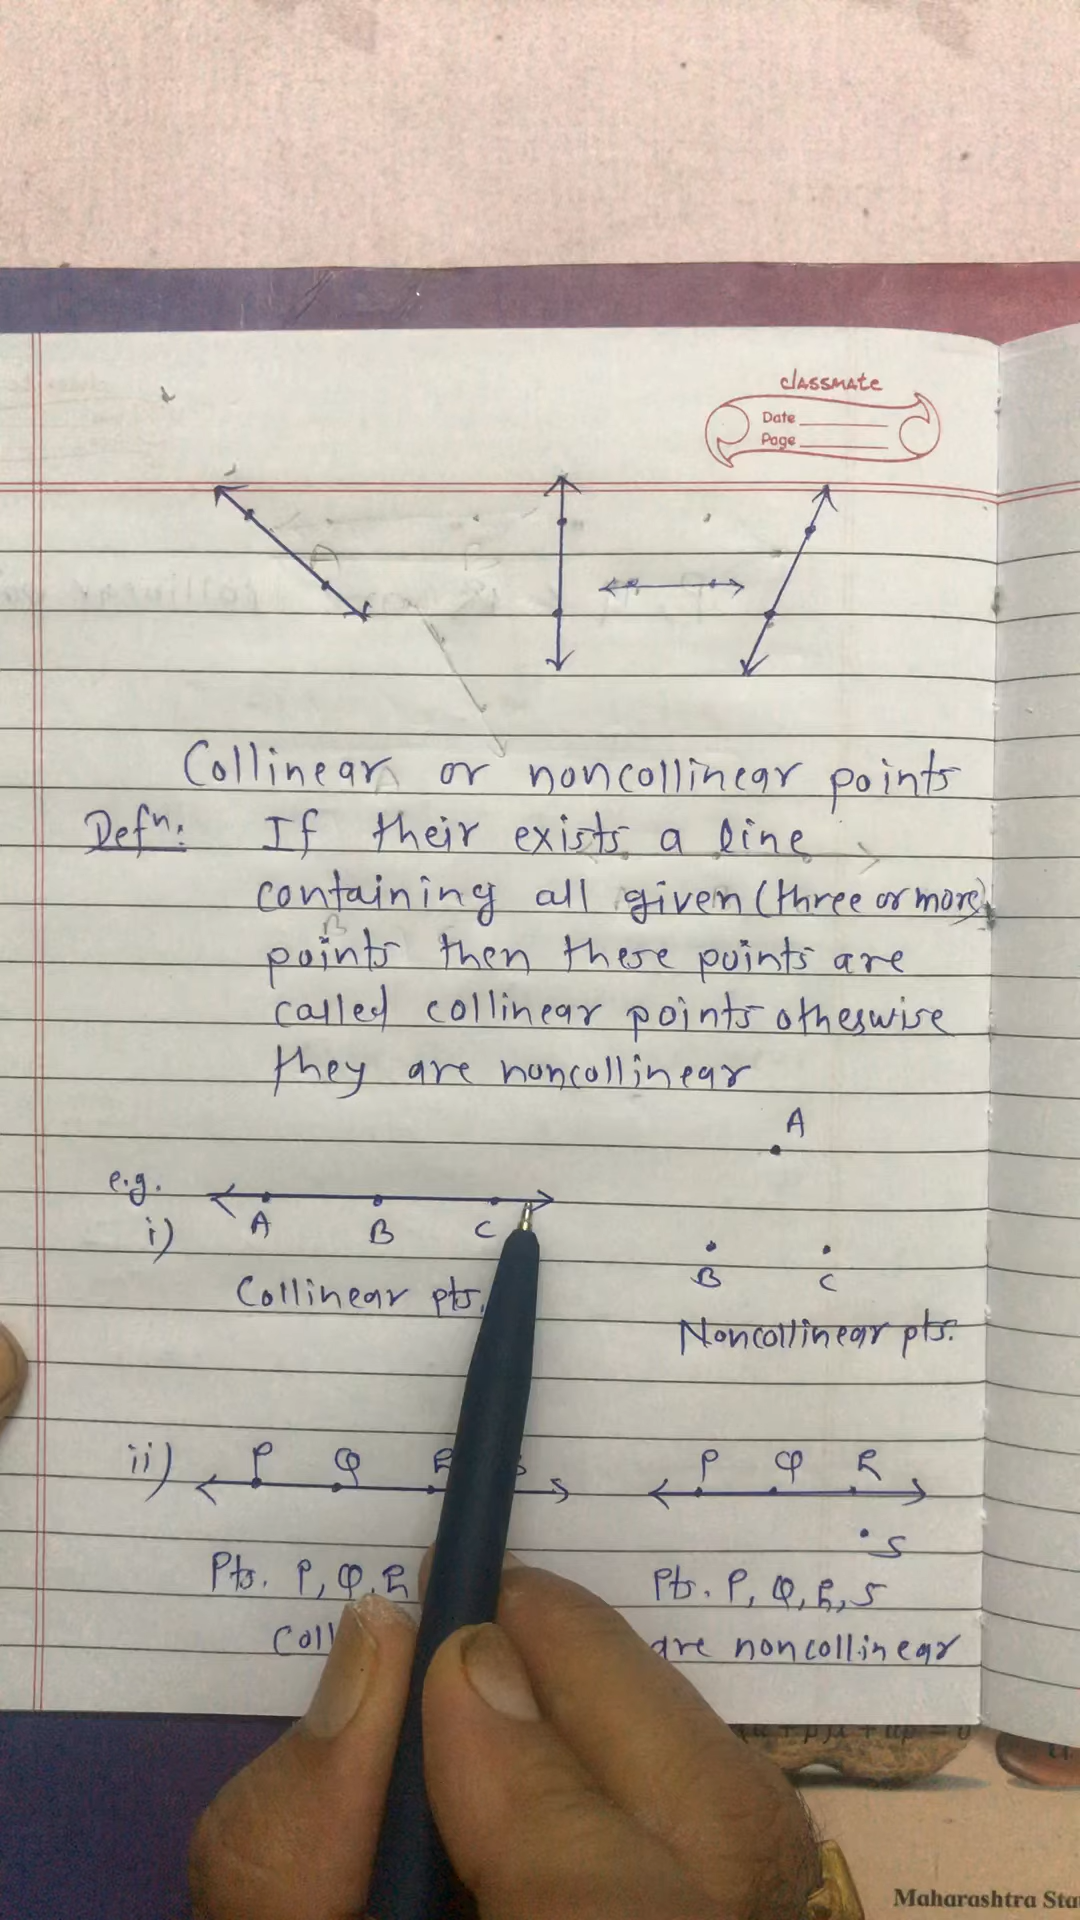 classmate
Date
Page
Collinear or noncollinear points
Defn: If their exists a line
containing all given (three or more)
points then these points are
called collinear points otheswise
they are noncollinear
A
e.g.
i)
A B C
B C
Collinear pts.
Noncollinear pts.
ii) P Q R
P Q R
S
Pts. P, Q, R
Pts. P, Q, R, S
are noncollinear
Maharashtra